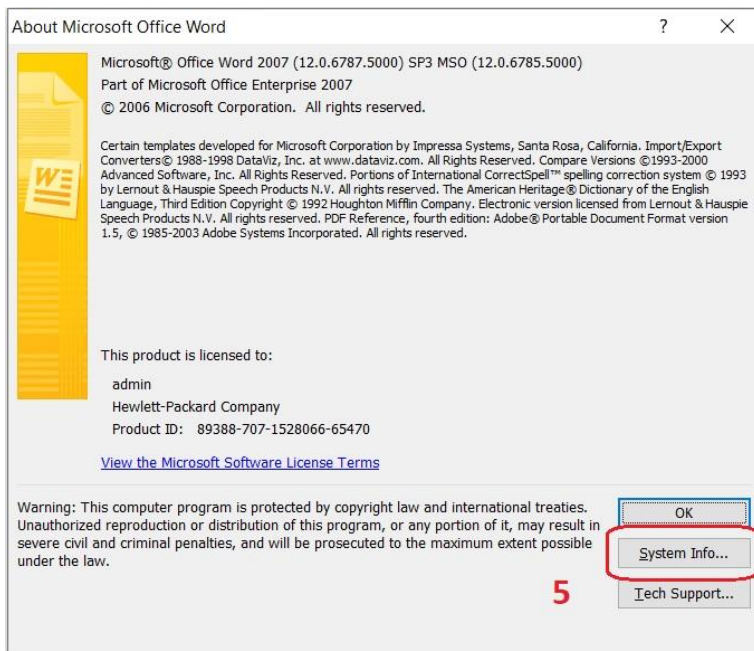 About Microsoft Office Word
Microsoft® Office Word 2007 (12.0.6787.5000) SP3 MSO (12.0.6785.5000)
Part of Microsoft Office Enterprise 2007
© 2006 Microsoft Corporation. All rights reserved.
Certain templates developed for Microsoft Corporation by Impressa Systems, Santa Rosa, California. Import/Export
Converters© 1988-1998 DataViz, Inc. at www.dataviz.com. All Rights Reserved. Compare Versions ©1993-2000
Advanced Software, Inc. All Rights Reserved. Portions of International CorrectSpell™ spelling correction system © 1993
by Lernout & Hauspie Speech Products N.V. All rights reserved. The American Heritage® Dictionary of the English
Language, Third Edition Copyright © 1992 Houghton Mifflin Company. Electronic version licensed from Lernout & Hauspie
Speech Products N.V. All rights reserved. PDF Reference, fourth edition: Adobe® Portable Document Format version
1.5, © 1985-2003 Adobe Systems Incorporated. All rights reserved.
W
This product is licensed to:
admin
Hewlett-Packard Company
Product ID: 89388-707-1528066-65470
View the Microsoft Software License Terms
Warning: This computer program is protected by copyright law and international treaties.
Unauthorized reproduction or distribution of this program, or any portion of it, may result in
severe civil and criminal penalties, and will be prosecuted to the maximum extent possible
under the law.
OK
System Info...
5
Tech Support...